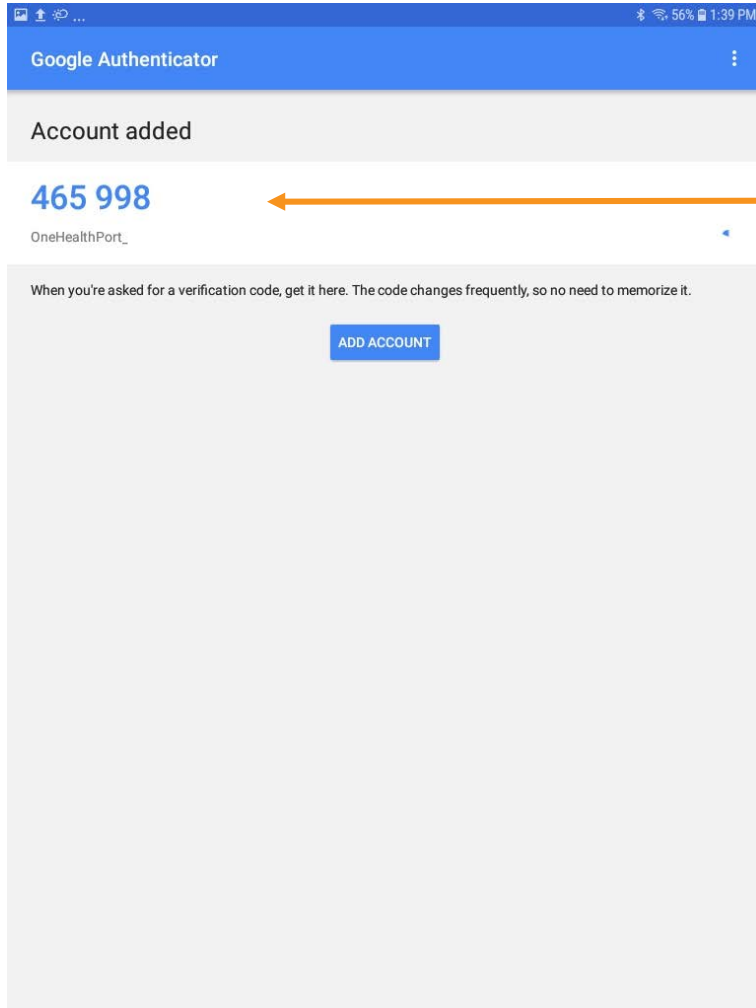 ... 56% 1:39 PM
Google Authenticator
Account added
465 998
OneHealthPort_
When you're asked for a verification code, get it here. The code changes frequently, so no need to memorize it.
ADD ACCOUNT